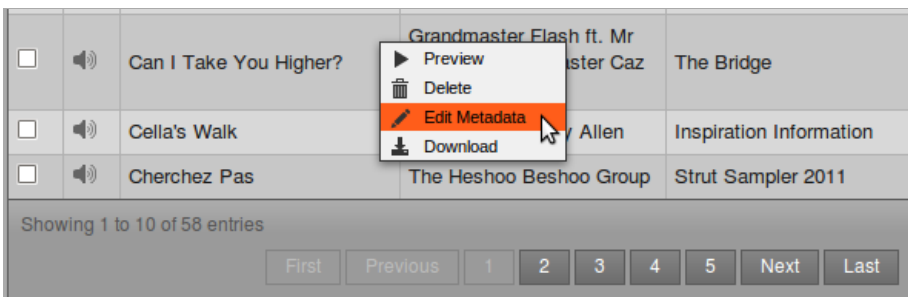 Can I Take You Higher?
Grandmaster Flash ft. Mr
aster Caz
The Bridge
Preview
Delete
Edit Metadata
Download
Cella's Walk
y Allen
Inspiration Information
Cherchez Pas
The Heshoo Beshoo Group
Strut Sampler 2011
Showing 1 to 10 of 58 entries
First Previous 1 2 3 4 5 Next Last